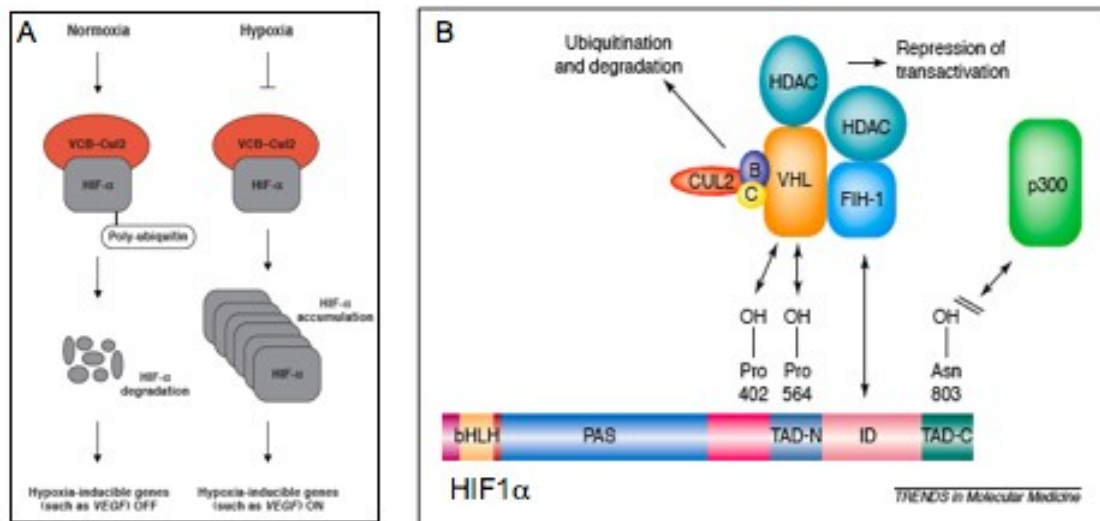 A
Normoxia
Hypoxia
VCB-Cul2
VCB-Cul2
HIF-α
HIF-α
Poly-ubiquitin
HIF-α
degradation
HIF-α
accumulation
HIF-α
Hypoxia-inducible genes
(such as VEGF) OFF
Hypoxia-inducible genes
(such as VEGF) ON
B
Ubiquitination
and degradation
Repression of
transactivation
HDAC
HDAC
CUL2
B
C
VHL
FIH-1
p300
OH
OH
OH
Pro
402
Pro
564
Asn
803
bHLH
PAS
TAD-N
ID
TAD-C
HIF1α
TRENDS in Molecular Medicine